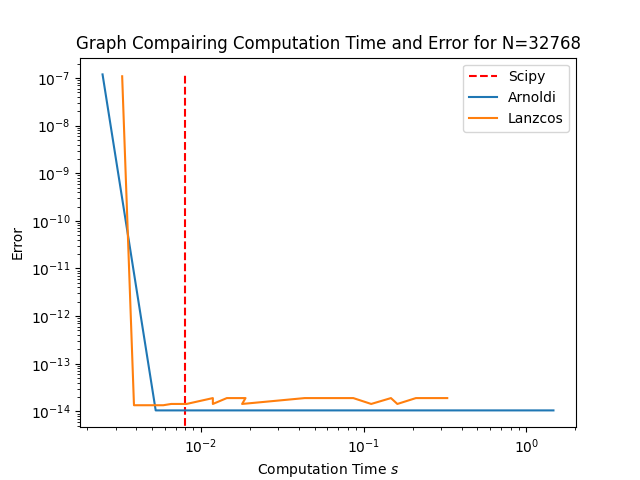 Graph Compairing Computation Time and Error for N=32768
Scipy
Arnoldi
Lanzcos
Error
10⁻⁷
10⁻⁸
10⁻⁹
10⁻¹⁰
10⁻¹¹
10⁻¹²
10⁻¹³
10⁻¹⁴
10⁻² 10⁻¹ 10⁰
Computation Time s